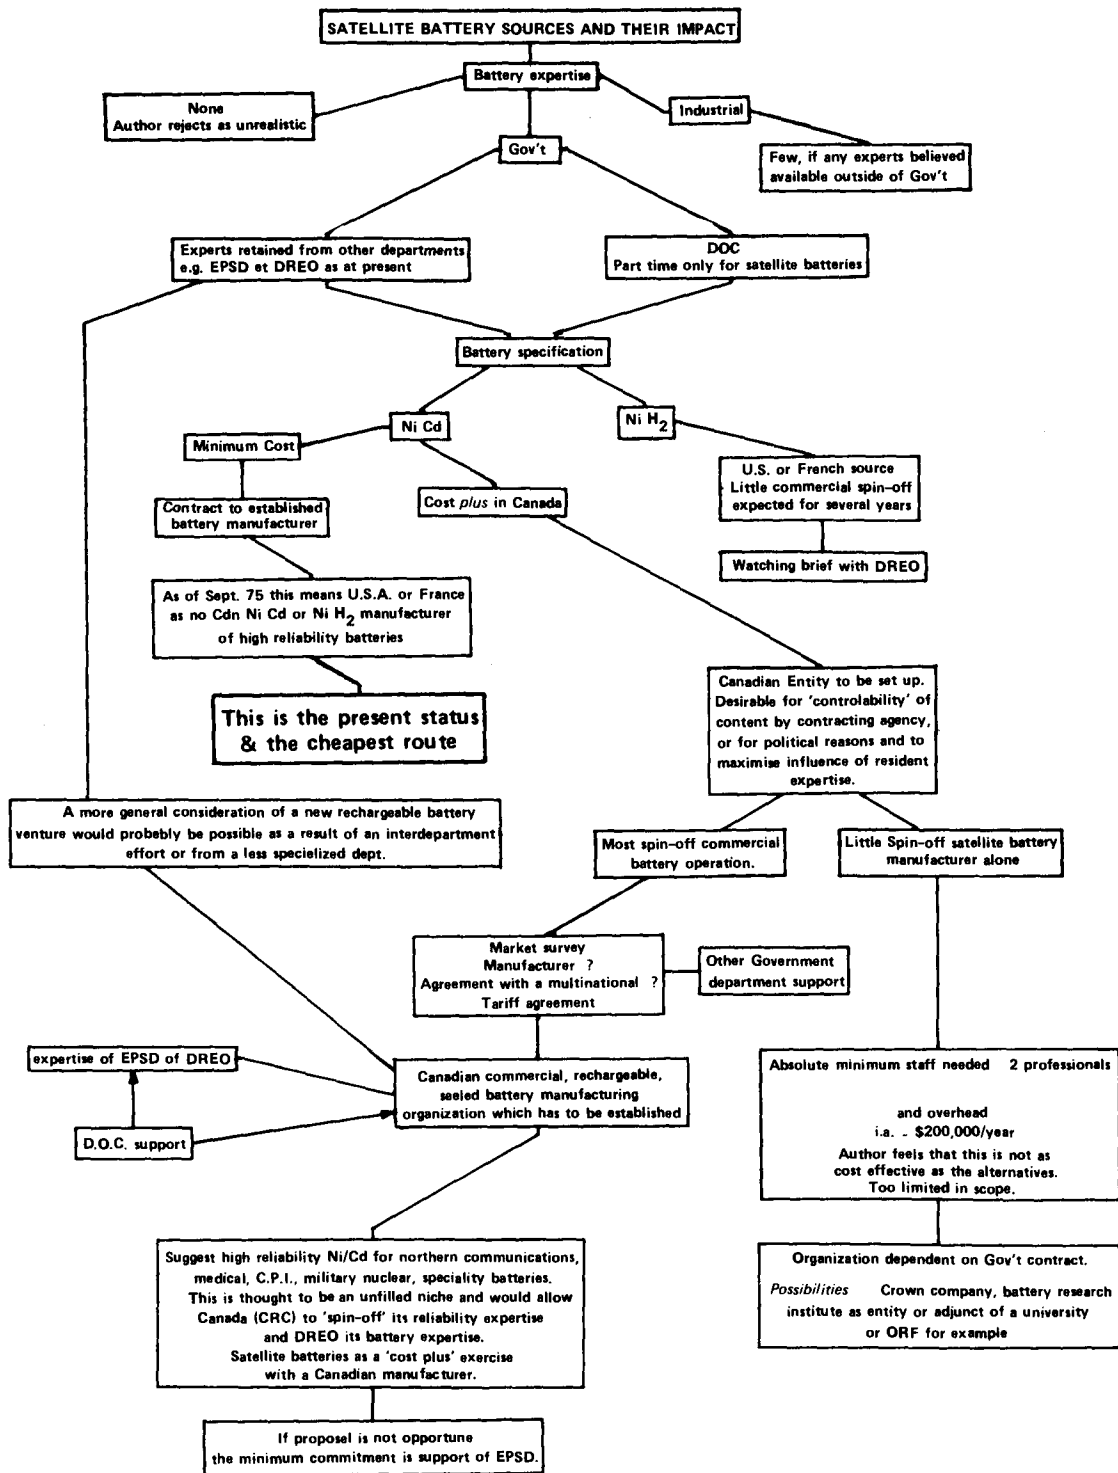 SATELLITE BATTERY SOURCES AND THEIR IMPACT
Battery expertise
None
Author rejects as unrealistic
Industrial
Gov't
Few, if any experts believed
available outside of Gov't
Experts retained from other departments
e.g. EPSD et DREO as at present
DOC
Part time only for satellite batteries
Battery specification
Ni Cd
Ni H2
Minimum Cost
U.S. or French source
Little commercial spin-off
expected for several years
Contract to established
battery manufacturer
Cost plus in Canada
Watching brief with DREO
As of Sept. 75 this means U.S.A. or France
as no Cdn Ni Cd or Ni H2 manufacturer
of high reliability batteries
This is the present status
& the cheapest route
Canadian Entity to be set up.
Desirable for 'controlability' of
content by contracting agency,
or for political reasons and to
maximise influence of resident
expertise.
A more general consideration of a new rechargeable battery
venture would probebly be possible as a result of an interdepartment
effort or from a less specialized dept.
Most spin-off commercial
battery operation.
Little Spin-off satellite battery
manufacturer alone
Market survey
Manufacturer ?
Agreement with a multinational ?
Tariff agreement
Other Government
department support
expertise of EPSD of DREO
Canadian commercial, rechargeable,
seeled battery manufacturing
organization which has to be established
D.O.C. support
Absolute minimum staff needed 2 professionals
and overhead
i.a. - $200,000/year
Author feels that this is not as
cost effective as the alternatives.
Too limited in scope.
Suggest high reliability Ni/Cd for northern communications,
medical, C.P.I., military nuclear, speciality batteries.
This is thought to be an unfilled niche and would allow
Canada (CRC) to 'spin-off' its reliability expertise
and DREO its battery expertise.
Satellite batteries as a 'cost plus' exercise
with a Canadian manufacturer.
Organization dependent on Gov't contract.
Possibilities Crown company, battery research
institute as entity or adjunct of a university
or ORF for example
If proposal is not opportune
the minimum commitment is support of EPSD.